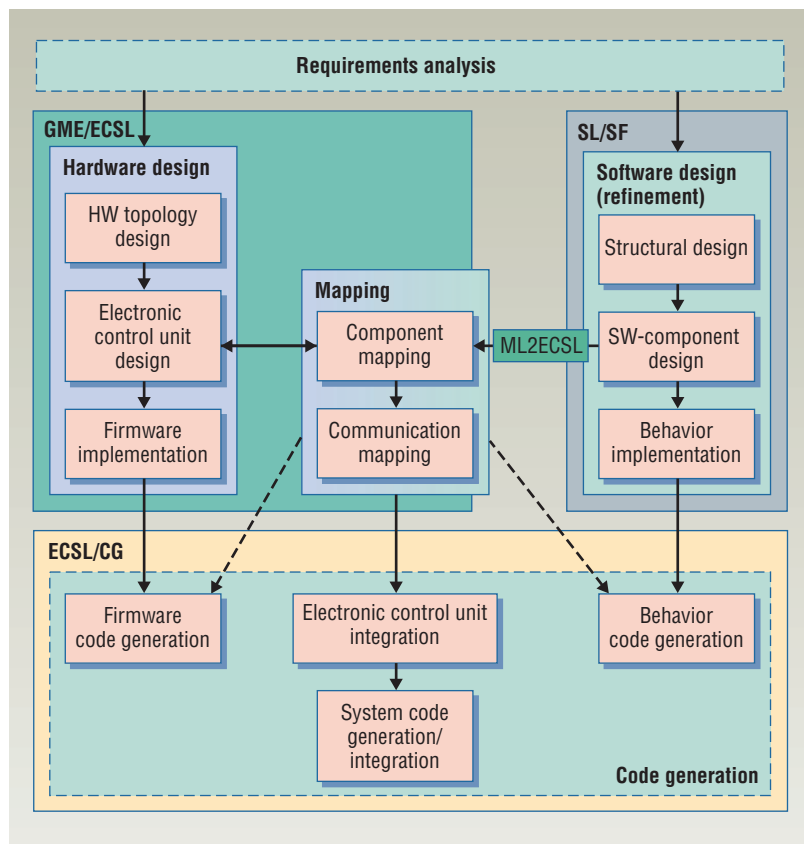 Requirements analysis
GME/ECSL
Hardware design
HW topology
design
Electronic
control unit
design
Firmware
implementation
Mapping
Component
mapping
Communication
mapping
ML2ECSL
SL/SF
Software design
(refinement)
Structural design
SW-component
design
Behavior
implementation
ECSL/CG
Firmware
code generation
Electronic control unit
integration
System code
generation/
integration
Behavior
code generation
Code generation